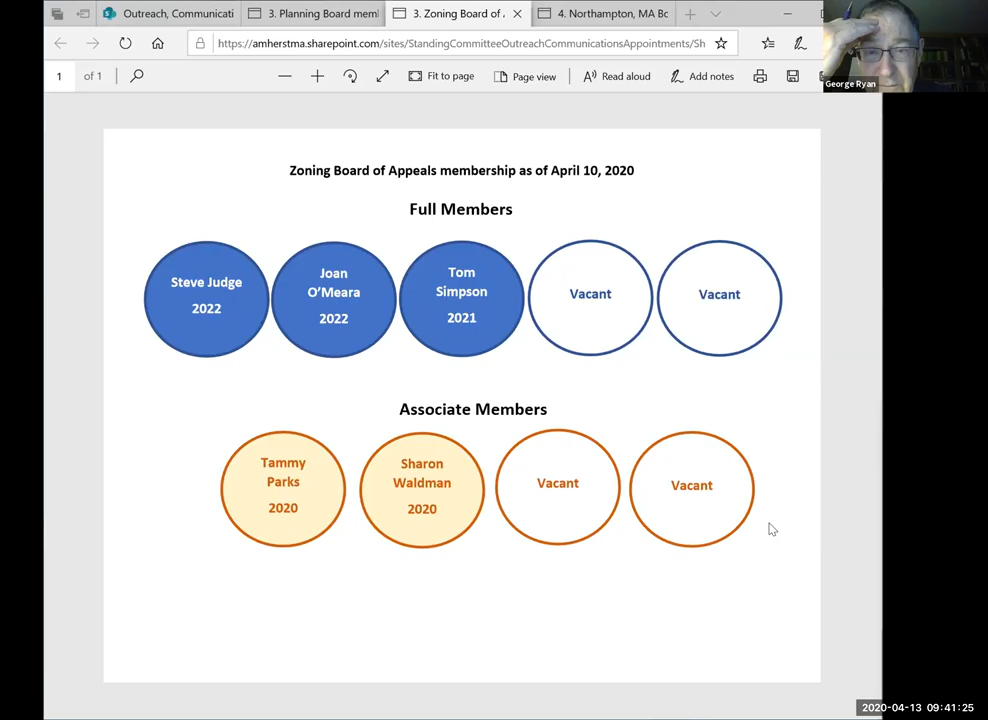 Outreach, Communicati
3. Planning Board meml
3. Zoning Board of
4. Northampton, MA Bc
https://amherstma.sharepoint.com/sites/StandingCommitteeOutreachCommunicationsAppointments/Sh
1 of 1
Fit to page
Page view
Read aloud
Add notes
George Ryan
Zoning Board of Appeals membership as of April 10, 2020
Full Members
Steve Judge
2022
Joan
O'Meara
2022
Tom
Simpson
2021
Vacant
Vacant
Associate Members
Tammy
Parks
2020
Sharon
Waldman
2020
Vacant
Vacant
2020-04-13 09:41:25